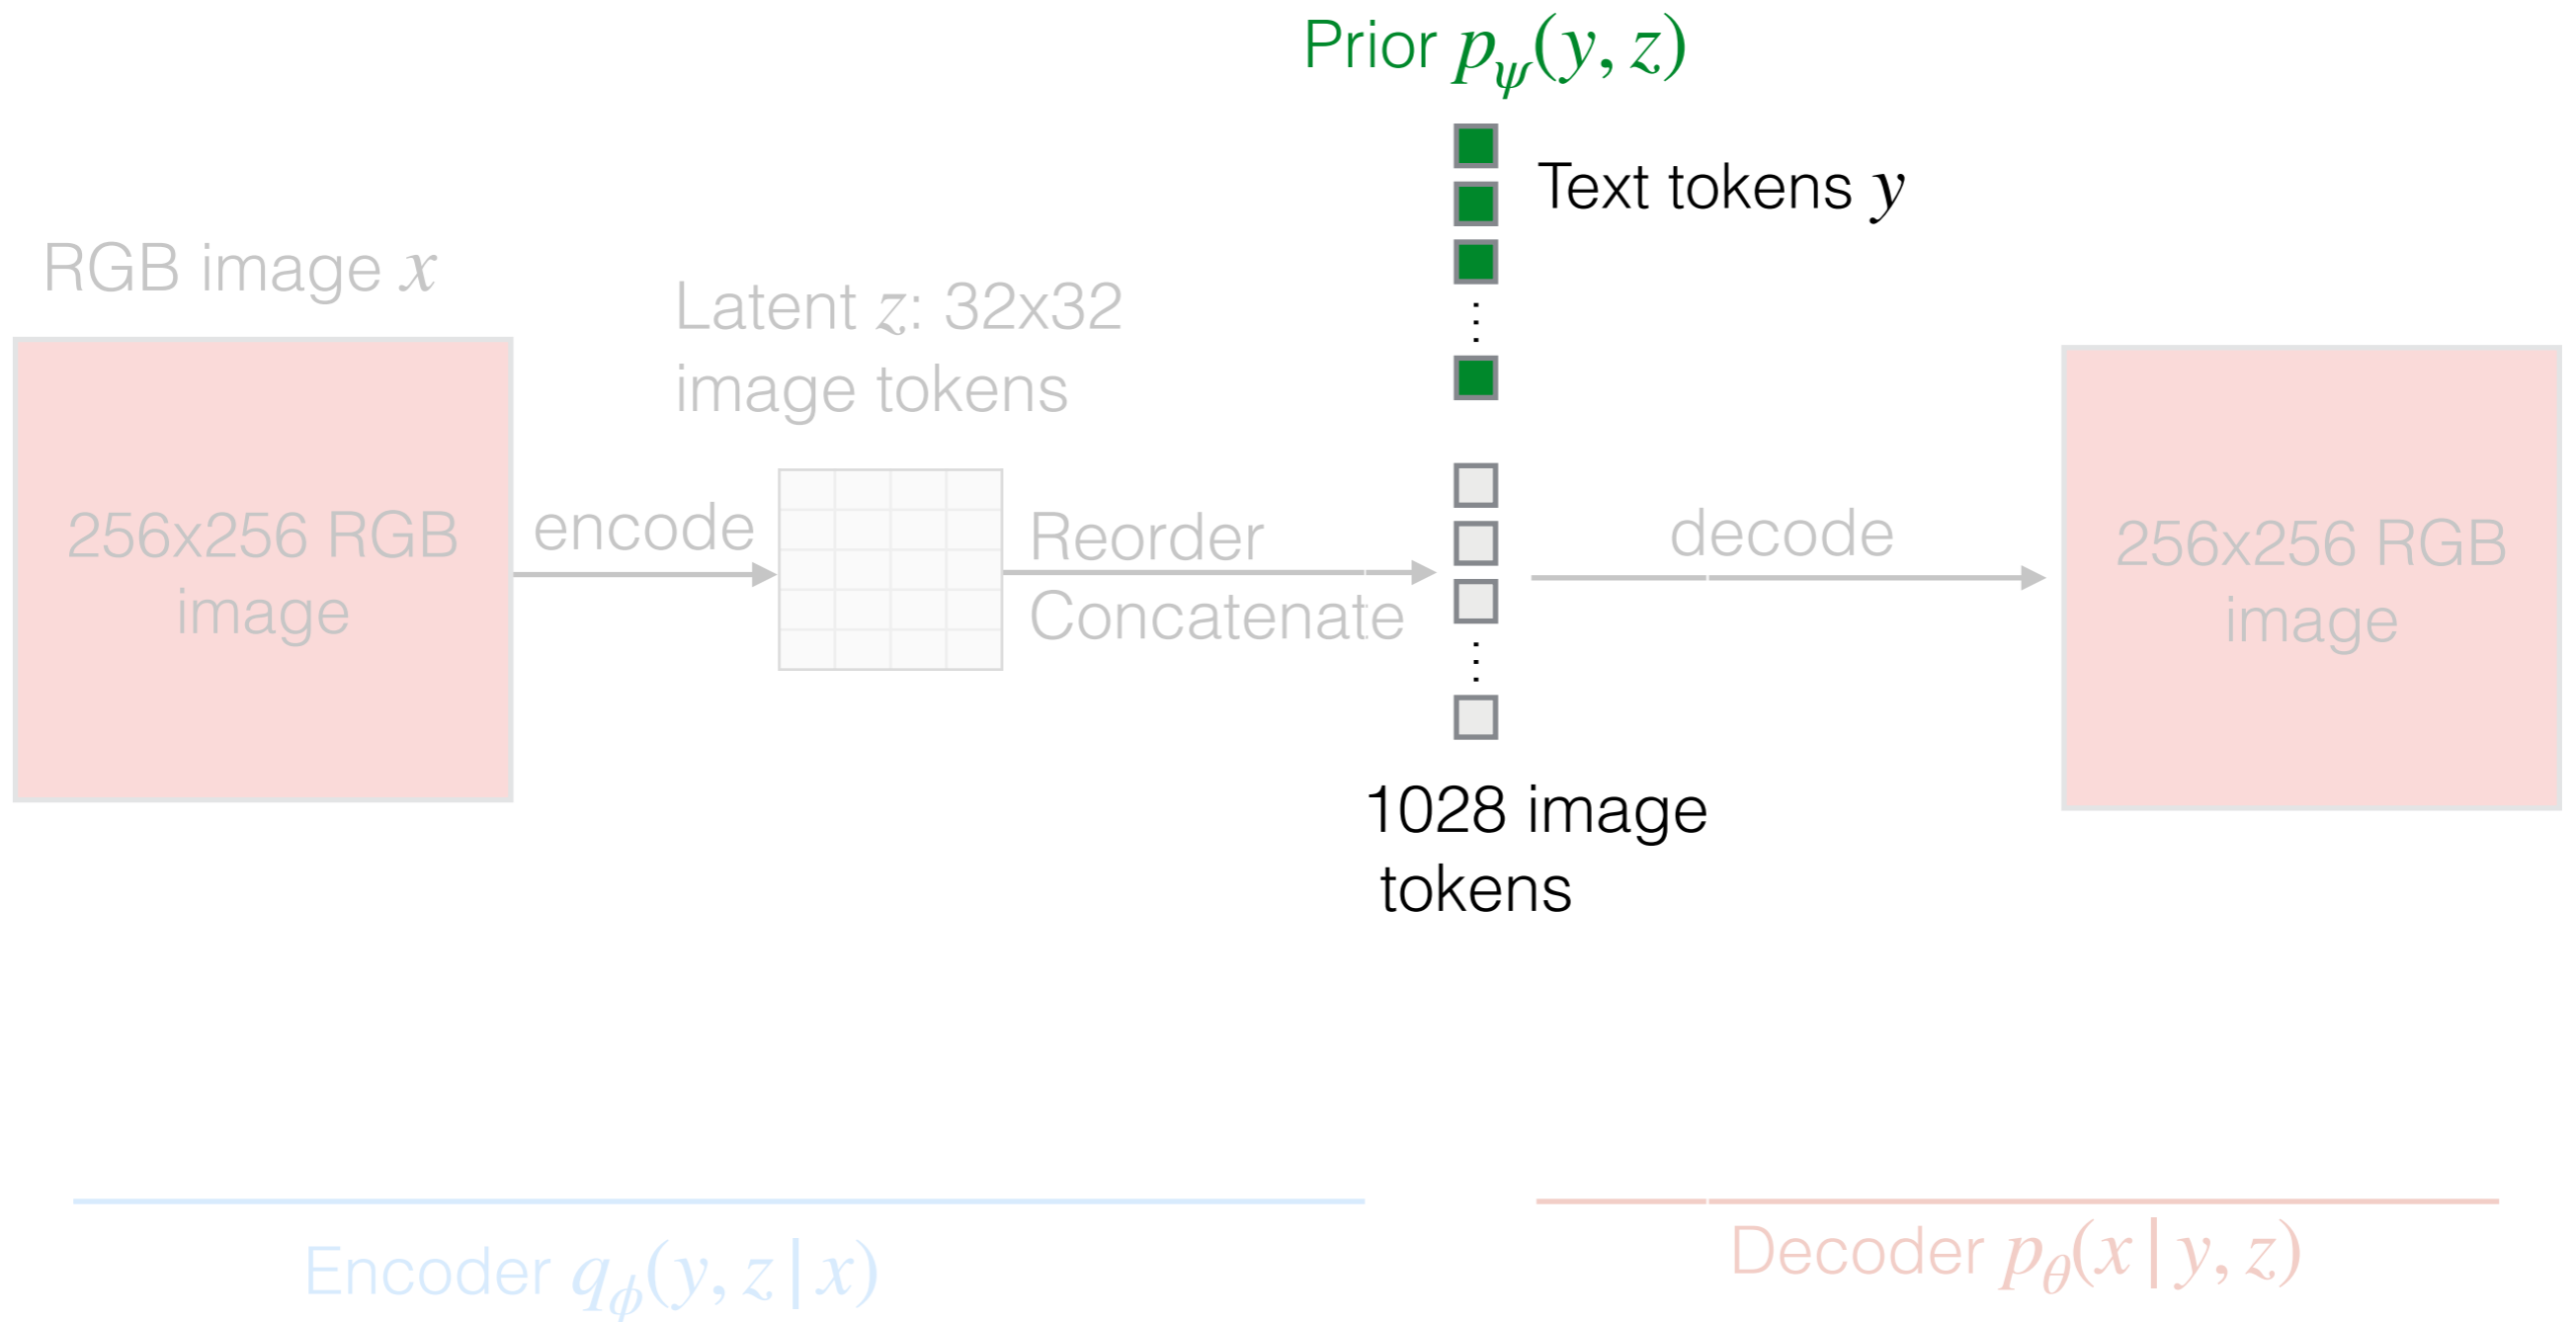 Prior pψ(y, z)
Text tokens y
RGB image x
Latent z: 32x32
image tokens
256x256 RGB
image
encode
Reorder
Concatenate
decode
256x256 RGB
image
1028 image
tokens
Encoder qϕ(y, z | x)
Decoder pθ(x | y, z)